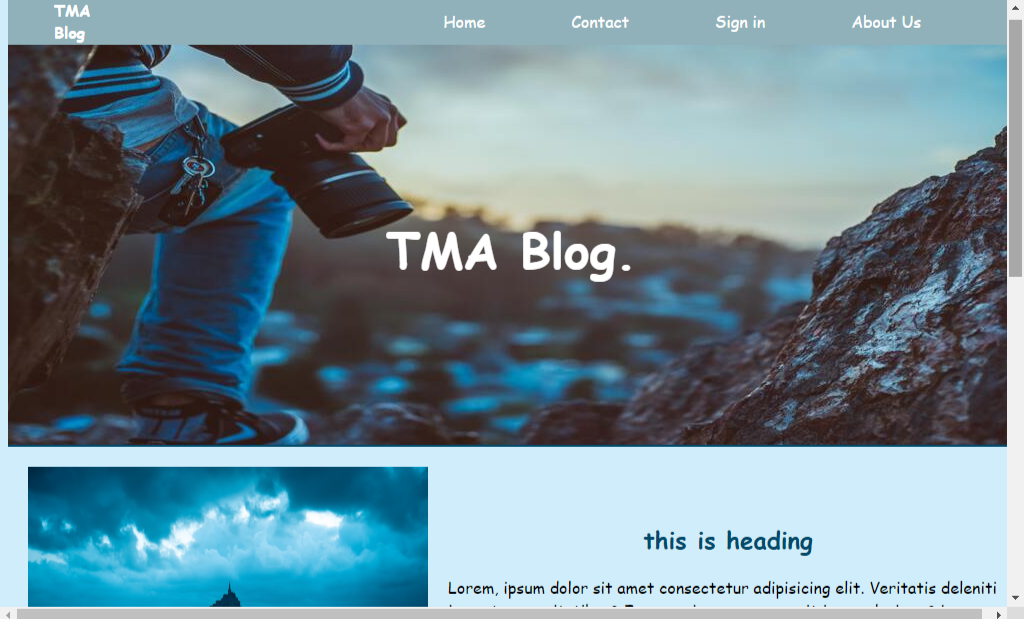 TMA
Blog
Home Contact Sign in About Us
TMA Blog.
this is heading
Lorem, ipsum dolor sit amet consectetur adipisicing elit. Veritatis deleniti